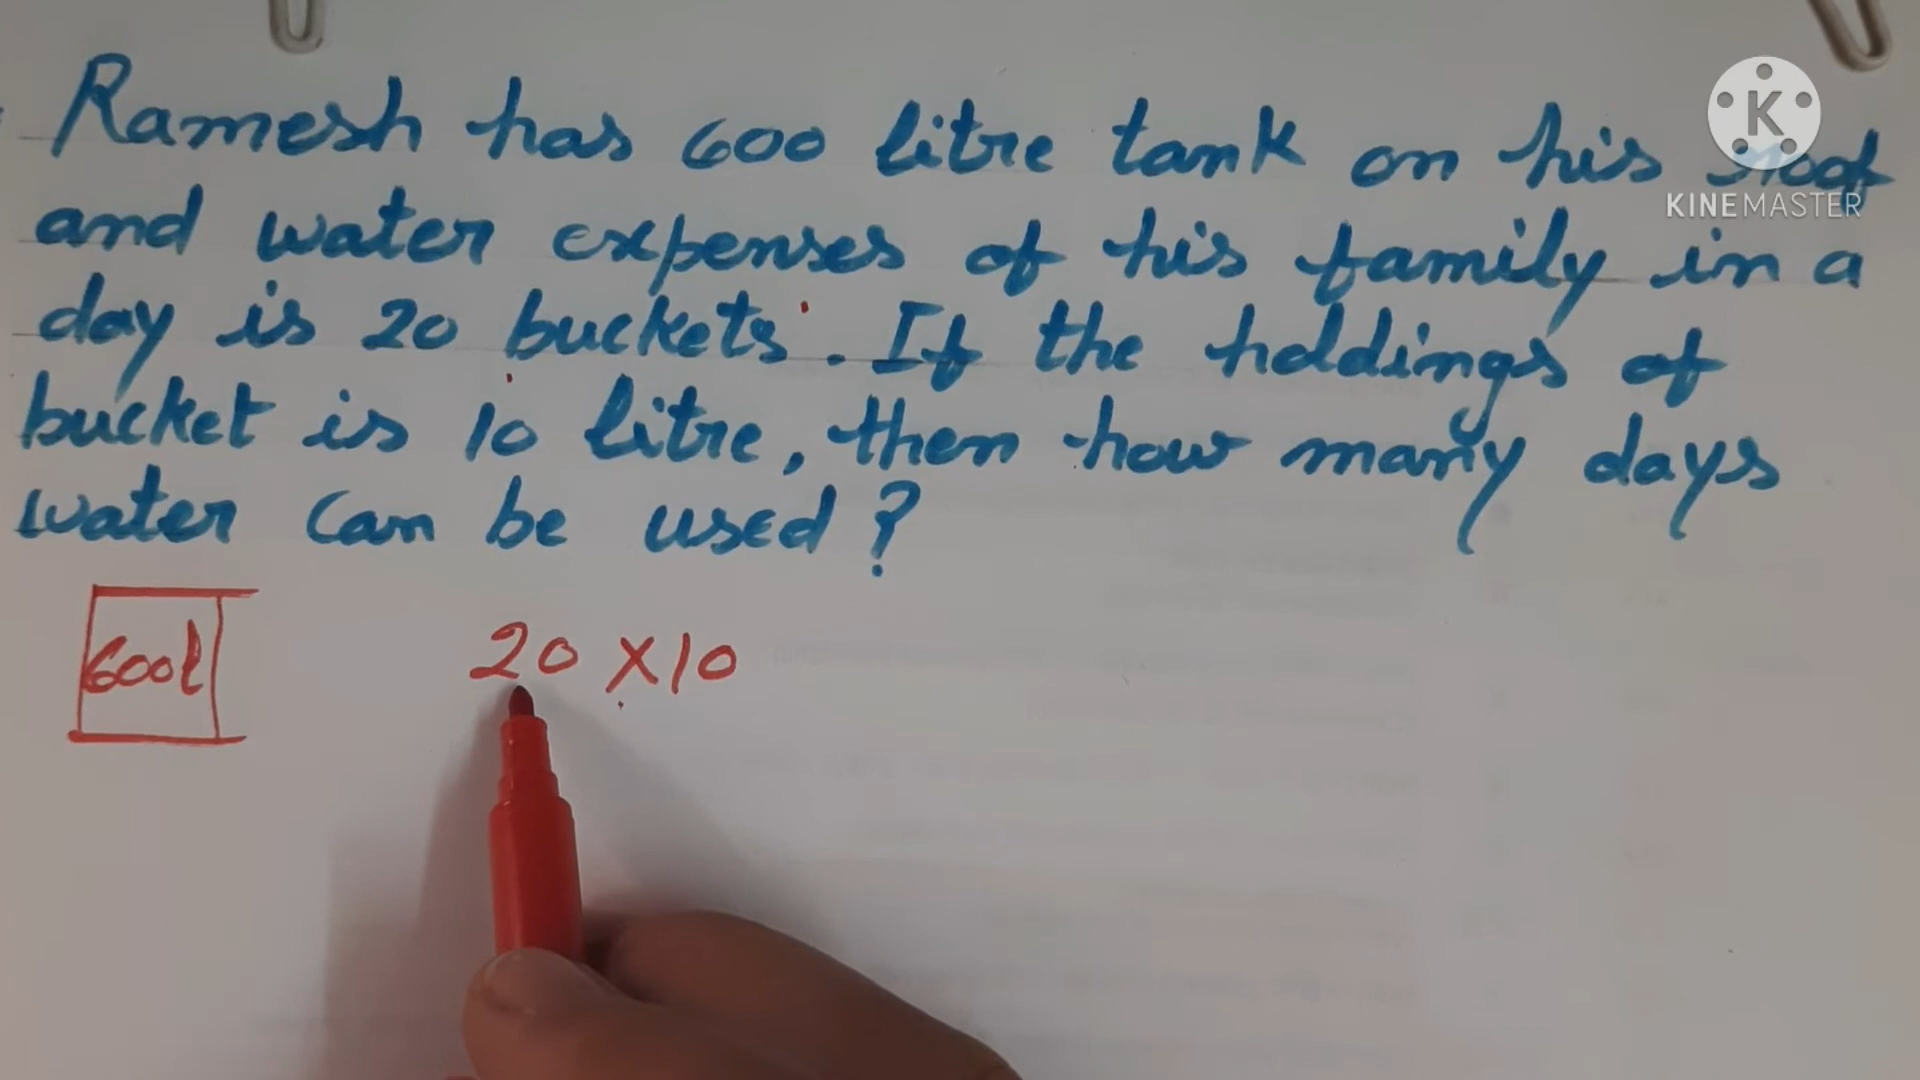 Ramesh has 600 litre tank on his roof
and water expenses of his family in a
day is 20 buckets. If the holdings of
bucket is 10 litre, then how many days
water can be used?
600l
20 X 10
K
KINEMASTER